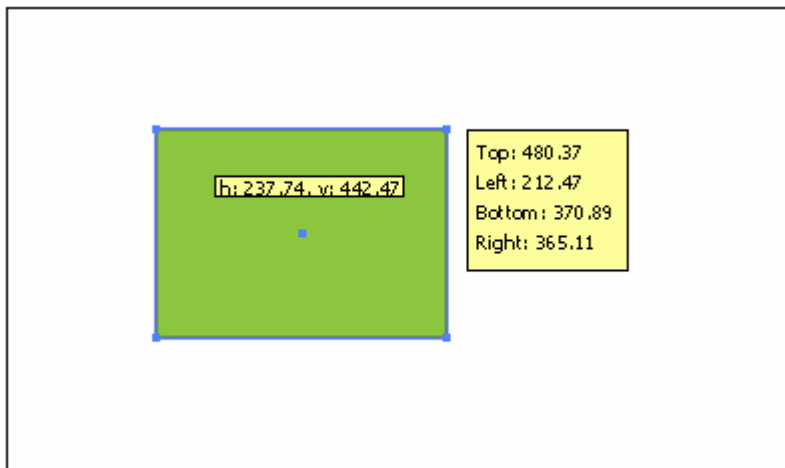 h: 237.74, v: 442.47
Top: 480.37
Left: 212.47
Bottom: 370.89
Right: 365.11